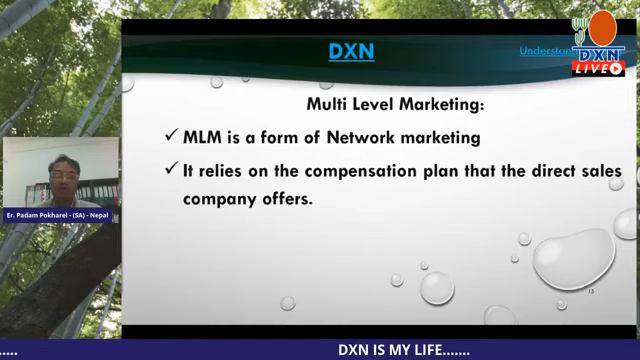 DXN
Understan
DXN
LIVE
Multi Level Marketing:
✓ MLM is a form of Network marketing
✓ It relies on the compensation plan that the direct sales
company offers.
Er. Padam Pokharel - (SA) - Nepal
15
..... DXN IS MY LIFE.......